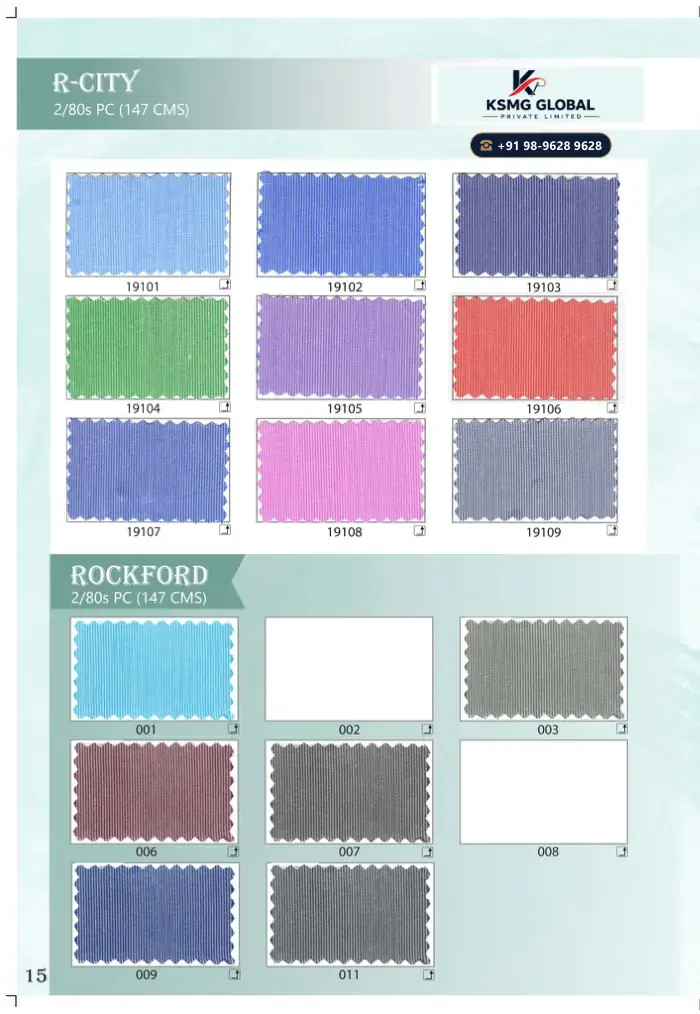 R-CITY
2/80s PC (147 CMS)
KSMG GLOBAL
PRIVATE LIMITED
+91 98-9628 9628
19101 19102 19103
19104 19105 19106
19107 19108 19109
ROCKFORD
2/80s PC (147 CMS)
001 002 003
006 007 008
009 011
15